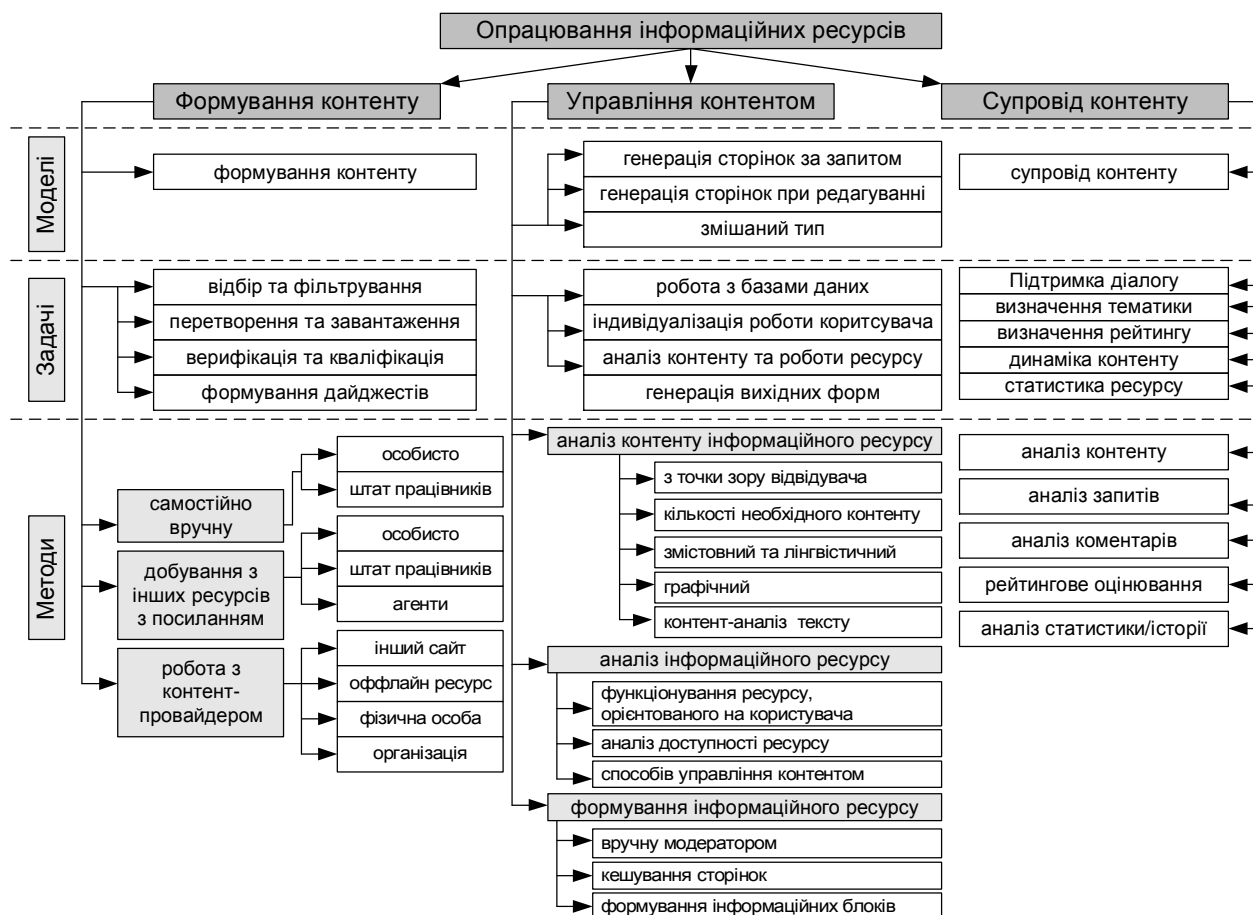 Опрацювання інформаційних ресурсів
Формування контенту
Управління контентом
Супровід контенту
Моделі
формування контенту
генерація сторінок за запитом
генерація сторінок при редагуванні
змішаний тип
супровід контенту
Задачі
відбір та фільтрування
перетворення та завантаження
верифікація та кваліфікація
формування дайджестів
робота з базами даних
індивідуалізація роботи коритсувача
аналіз контенту та роботи ресурсу
генерація вихідних форм
Підтримка діалогу
визначення тематики
визначення рейтингу
динаміка контенту
статистика ресурсу
Методи
самостійно
вручну
особисто
штат працівників
добування з
інших ресурсів
з посиланням
особисто
штат працівників
агенти
робота з
контент-
провайдером
інший сайт
оффлайн ресурс
фізична особа
організація
аналіз контенту інформаційного ресурсу
з точки зору відвідувача
кількості необхідного контенту
змістовний та лінгвістичний
графічний
контент-аналіз тексту
аналіз інформаційного ресурсу
функціонування ресурсу,
орієнтованого на користувача
аналіз доступності ресурсу
способів управління контентом
формування інформаційного ресурсу
вручну модератором
кешування сторінок
формування інформаційних блоків
аналіз контенту
аналіз запитів
аналіз коментарів
рейтингове оцінювання
аналіз статистики/історії